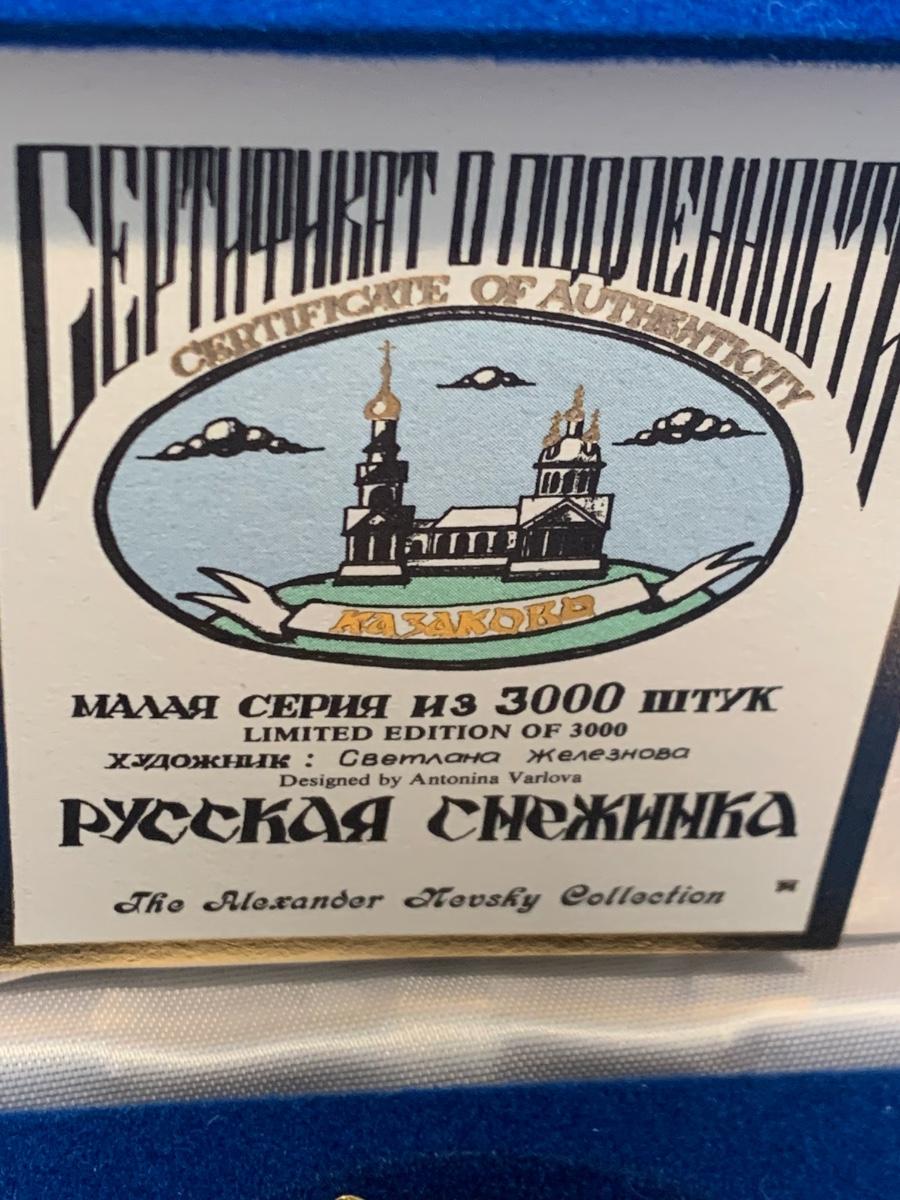 СЕРТИФИКАТ О ПОДЛЕННОСТИ
CERTIFICATE OF AUTHENTICITY
КАЗАКОВО
МАЛАЯ СЕРИЯ ИЗ 3000 ШТУК
LIMITED EDITION OF 3000
ХУДОЖНИК : Светлана Железнова
Designed by Antonina Varlova
РУССКАЯ СНЕЖИНКА
The Alexander Nevsky Collection